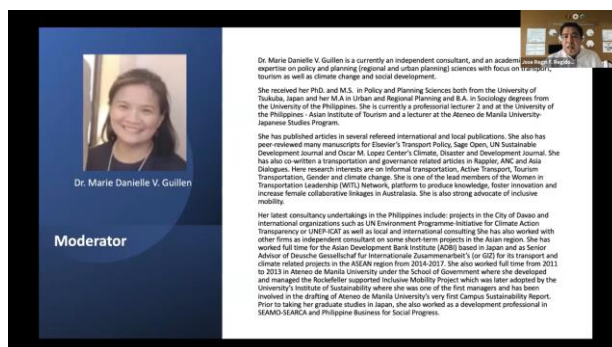 Dr. Marie Danielle V. Guillen
Moderator
Dr. Marie Danielle V. Guillen is a currently an independent consultant, and an academic
expertise on policy and planning (regional and urban planning) sciences with focus on transport,
tourism as well as climate change and social development.
She received her PhD. and M.S. in Policy and Planning Sciences both from the University of
Tsukuba, Japan and her M.A in Urban and Regional Planning and B.A. in Sociology degrees from
the University of the Philippines. She is currently a professorial lecturer 2 and at the University of
the Philippines - Asian Institute of Tourism and a lecturer at the Ateneo de Manila University-
Japanese Studies Program.
She has published articles in several refereed international and local publications. She also has
peer-reviewed many manuscripts for Elsevier's Transport Policy, Sage Open, UN Sustainable
Development Journal and Oscar M. Lopez Center's Climate, Disaster and Development Journal. She
has also co-written a transportation and governance related articles in Rappler, ANC and Asia
Dialogues. Here research interests are on Informal transportation, Active Transport, Tourism
Transportation, Gender and climate change. She is one of the lead members of the Women in
Transportation Leadership (WITL) Network, platform to produce knowledge, foster innovation and
increase female collaborative linkages in Australasia. She is also strong advocate of inclusive
mobility.
Her latest consultancy undertakings in the Philippines include: projects in the City of Davao and
international organizations such as UN Environment Programme-Initiative for Climate Action
Transparency or UNEP-ICAT as well as local and international consulting She has also worked with
other firms as independent consultant on some short-term projects in the Asian region. She has
worked full time for the Asian Development Bank Institute (ADBI) based in Japan and as Senior
Advisor of Deusche Gessellschaf fur Internationale Zusammenarbeit's (or GIZ) for its transport and
climate related projects in the ASEAN region from 2014-2017. She also worked full time from 2011
to 2013 in Ateneo de Manila University under the School of Government where she developed
and managed the Rockefeller supported Inclusive Mobility Project which was later adopted by the
University's Institute of Sustainability where she was one of the first managers and has been
involved in the drafting of Ateneo de Manila University's very first Campus Sustainability Report.
Prior to taking her graduate studies in Japan, she also worked as a development professional in
SEAMO-SEARCA and Philippine Business for Social Progress.
Jose Regin F. Regidor